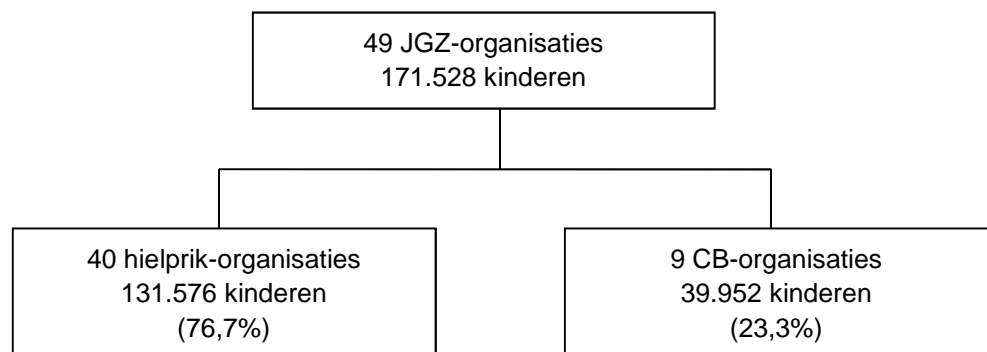 49 JGZ-organisaties
171.528 kinderen
40 hielprik-organisaties
131.576 kinderen
(76,7%)
9 CB-organisaties
39.952 kinderen
(23,3%)